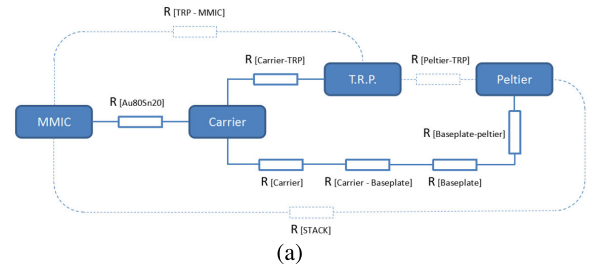 R [TRP - MMIC]
R [Carrier-TRP]
R [Peltier-TRP]
T.R.P.
Peltier
R [Au80Sn20]
MMIC
Carrier
R [Baseplate-peltier]
R [Carrier]
R [Carrier - Baseplate]
R [Baseplate]
R [STACK]
(a)